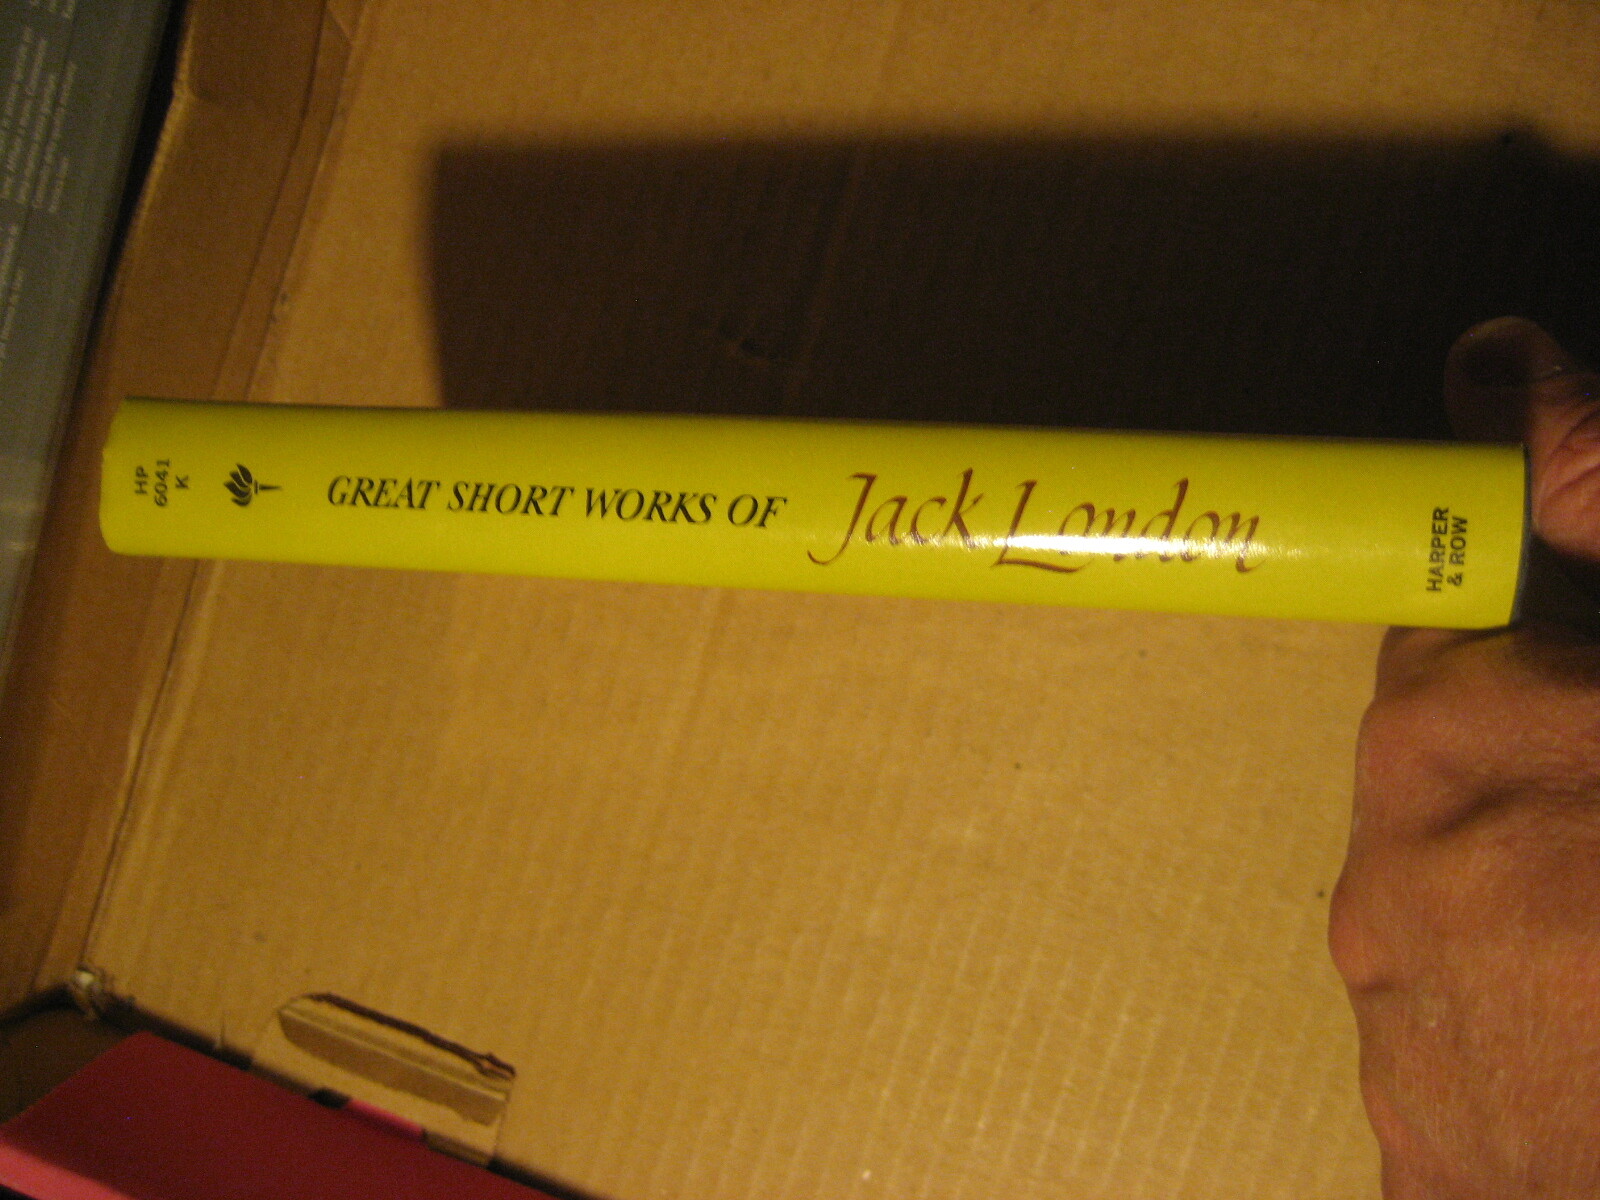 HP
6041
K
GREAT SHORT WORKS OF Jack London
HARPER
& ROW